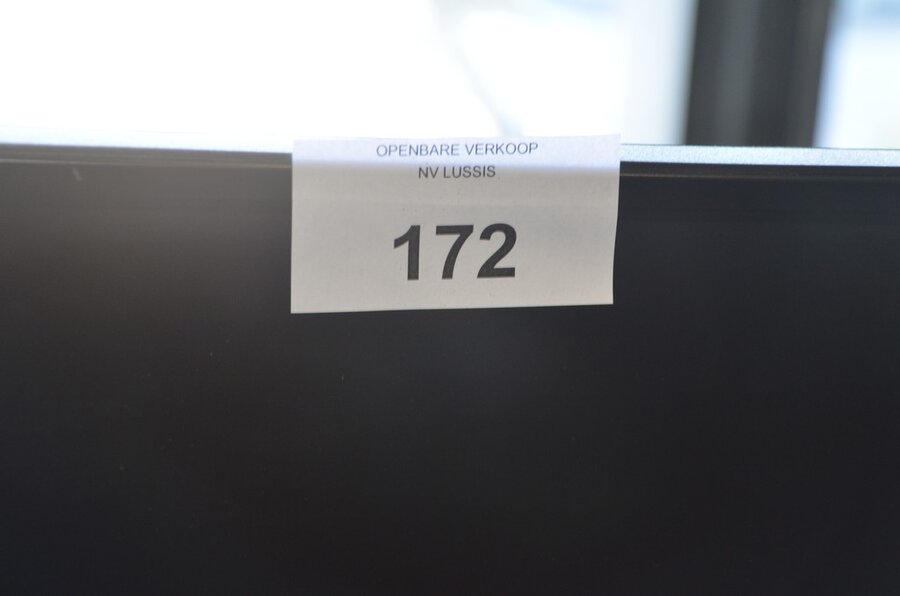 OPENBARE VERKOOP
NV LUSSIS
172